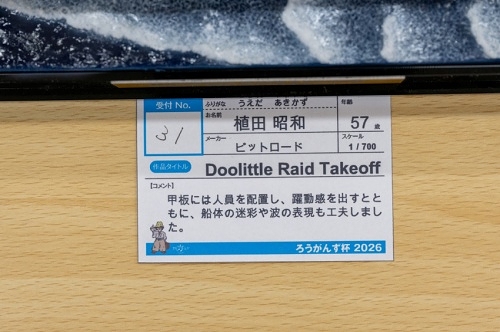 受付 No.
31
ふりがな うえだ あきかず
お名前 植田 昭和
年齢
57歳
メーカー ピットロード
スケール
1/700
作品タイトル Doolittle Raid Takeoff
【コメント】
甲板には人員を配置し、躍動感を出すとと
もに、船体の迷彩や波の表現も工夫しまし
た。
ろうがんず杯 2026